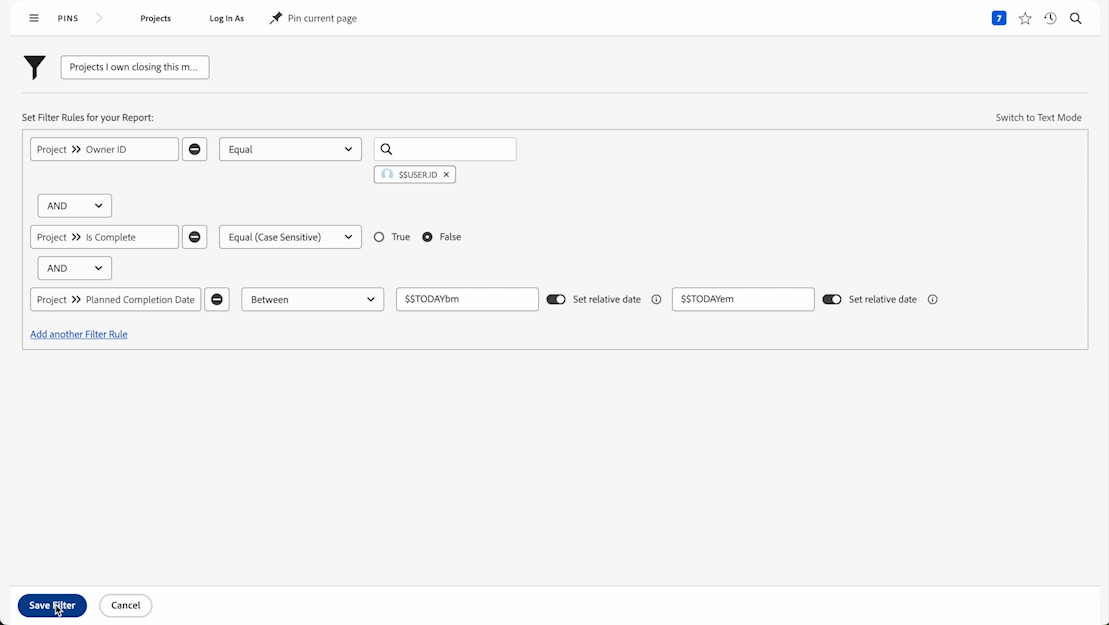 PINS Projects Log In As Pin current page 7
Projects I own closing this m...
Set Filter Rules for your Report: Switch to Text Mode
Project Owner ID Equal
$$USER.ID
AND
Project Is Complete Equal (Case Sensitive) True False
AND
Project Planned Completion Date Between $$TODAYbm Set relative date $$TODAYem Set relative date
Add another Filter Rule
Save Filter Cancel